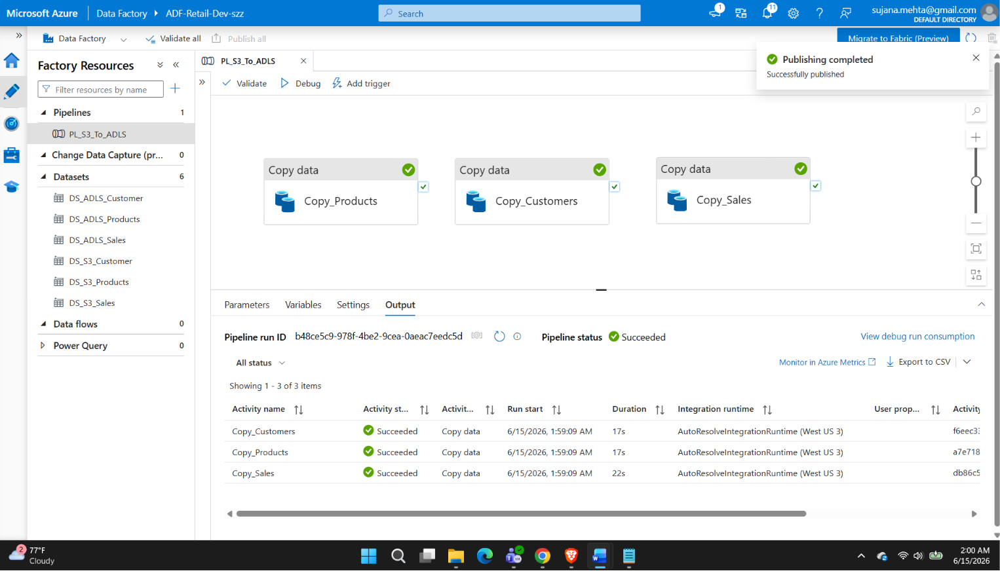 Microsoft Azure Data Factory ADF-Retail-Dev-szz Search 1 11 sujana.mehta@gmail.com
DEFAULT DIRECTORY
Data Factory Validate all Publish all Migrate to Fabric (Preview)
Publishing completed
Successfully published
Factory Resources
PL_S3_To_ADLS
Filter resources by name
Validate Debug Add trigger
Pipelines 1
PL_S3_To_ADLS
Change Data Capture (pr... 0
Datasets 6
DS_ADLS_Customer
DS_ADLS_Products
DS_ADLS_Sales
DS_S3_Customer
DS_S3_Products
DS_S3_Sales
Data flows 0
Power Query 0
Copy data
Copy_Products
Copy data
Copy_Customers
Copy data
Copy_Sales
Parameters Variables Settings Output
Pipeline run ID b48ce5c9-978f-4be2-9cea-0aeac7eedc5d Pipeline status Succeeded View debug run consumption
All status Monitor in Azure Metrics Export to CSV
Showing 1 - 3 of 3 items
Activity name Activity st... Activit... Run start Duration Integration runtime User prop... Activity
Copy_Customers Succeeded Copy data 6/15/2026, 1:59:09 AM 17s AutoResolveIntegrationRuntime (West US 3) f6eec3
Copy_Products Succeeded Copy data 6/15/2026, 1:59:09 AM 17s AutoResolveIntegrationRuntime (West US 3) a7e718
Copy_Sales Succeeded Copy data 6/15/2026, 1:59:09 AM 22s AutoResolveIntegrationRuntime (West US 3) db86c5
2 77°F
Cloudy
2:00 AM
6/15/2026